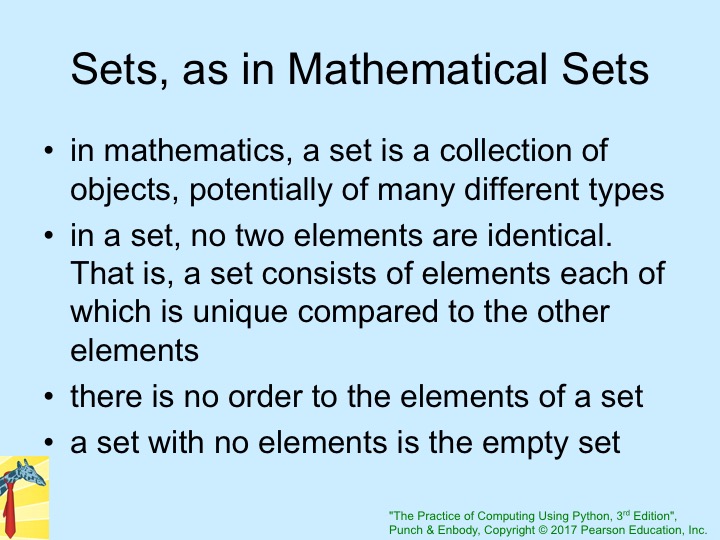 Sets, as in Mathematical Sets
• in mathematics, a set is a collection of
objects, potentially of many different types
• in a set, no two elements are identical.
That is, a set consists of elements each of
which is unique compared to the other
elements
• there is no order to the elements of a set
• a set with no elements is the empty set
"The Practice of Computing Using Python, 3rd Edition",
Punch & Enbody, Copyright © 2017 Pearson Education, Inc.